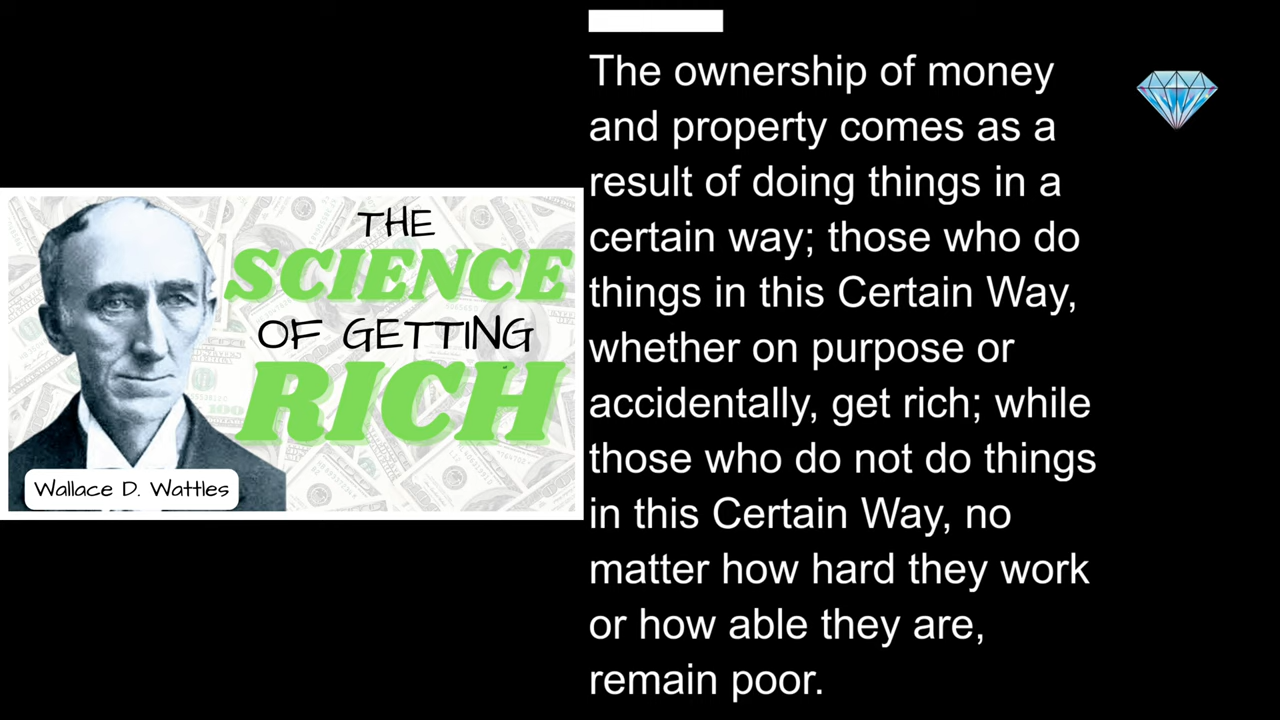 THE
SCIENCE
OF GETTING
RICH
Wallace D. Wattles
The ownership of money
and property comes as a
result of doing things in a
certain way; those who do
things in this Certain Way,
whether on purpose or
accidentally, get rich; while
those who do not do things
in this Certain Way, no
matter how hard they work
or how able they are,
remain poor.